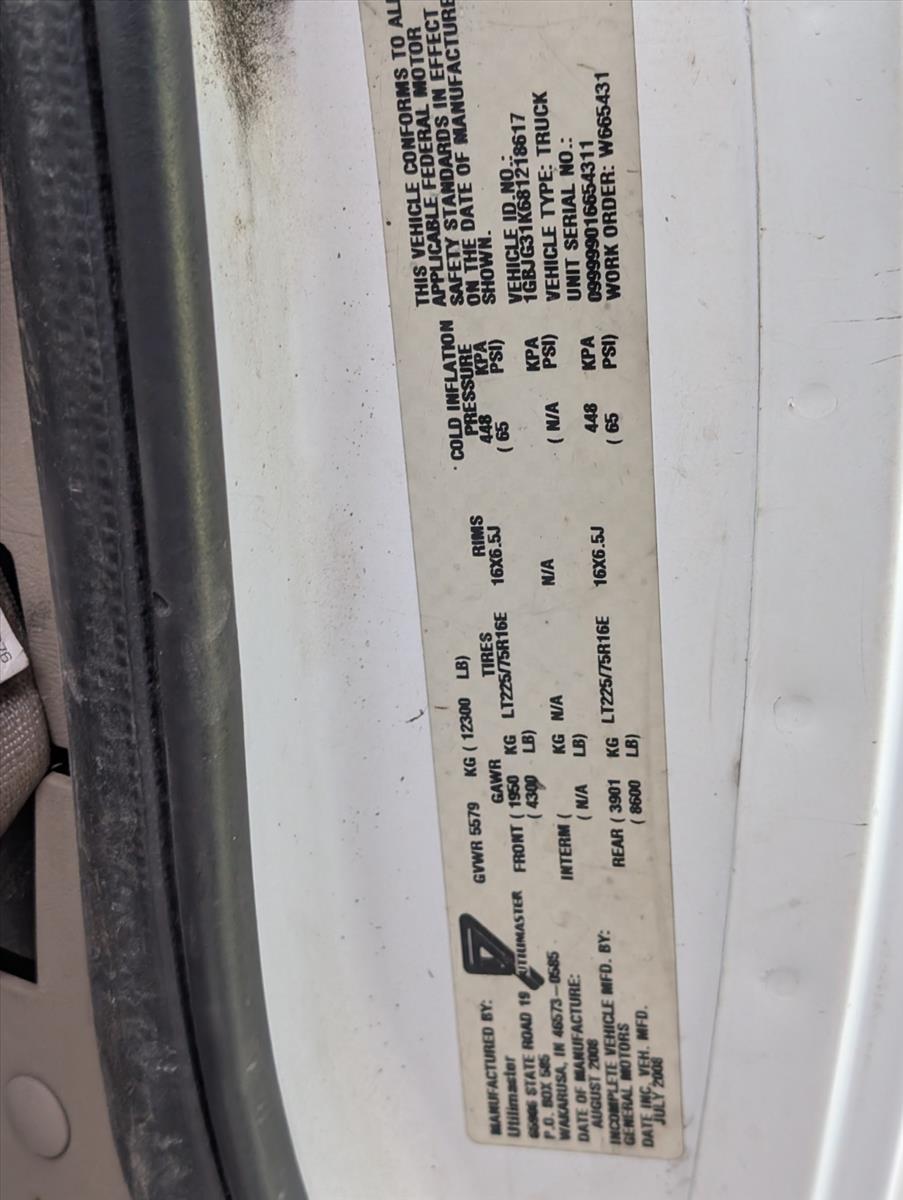 MANUFACTURED BY:
Utilimaster
65906 STATE ROAD 19
P.O. BOX 585
WAKARUSA, IN 46573-0585
DATE OF MANUFACTURE:
AUGUST 2008
INCOMPLETE VEHICLE MFD. BY:
GENERAL MOTORS
DATE INC. VEH. MFD.
JULY 2008
UTILIMASTER
GVWR 5579 KG ( 12300 LB)
GAWR TIRES RIMS COLD INFLATION PRESSURE
FRONT ( 1950 KG LT225/75R16E 16X6.5J 448 KPA
( 4300 LB) ( 65 PSI)
INTERM ( KG N/A N/A KPA
( N/A LB) ( N/A PSI)
REAR ( 3901 KG LT225/75R16E 16X6.5J 448 KPA
( 8600 LB) ( 65 PSI)
THIS VEHICLE CONFORMS TO
APPLICABLE FEDERAL MOTOR
SAFETY STANDARDS IN EFFECT
ON THE DATE OF MANUFACTURE
SHOWN.
VEHICLE ID.NO.:
1GBJG31K681218617
VEHICLE TYPE: TRUCK
UNIT SERIAL NO.:
0999990166654311
WORK ORDER: W665431